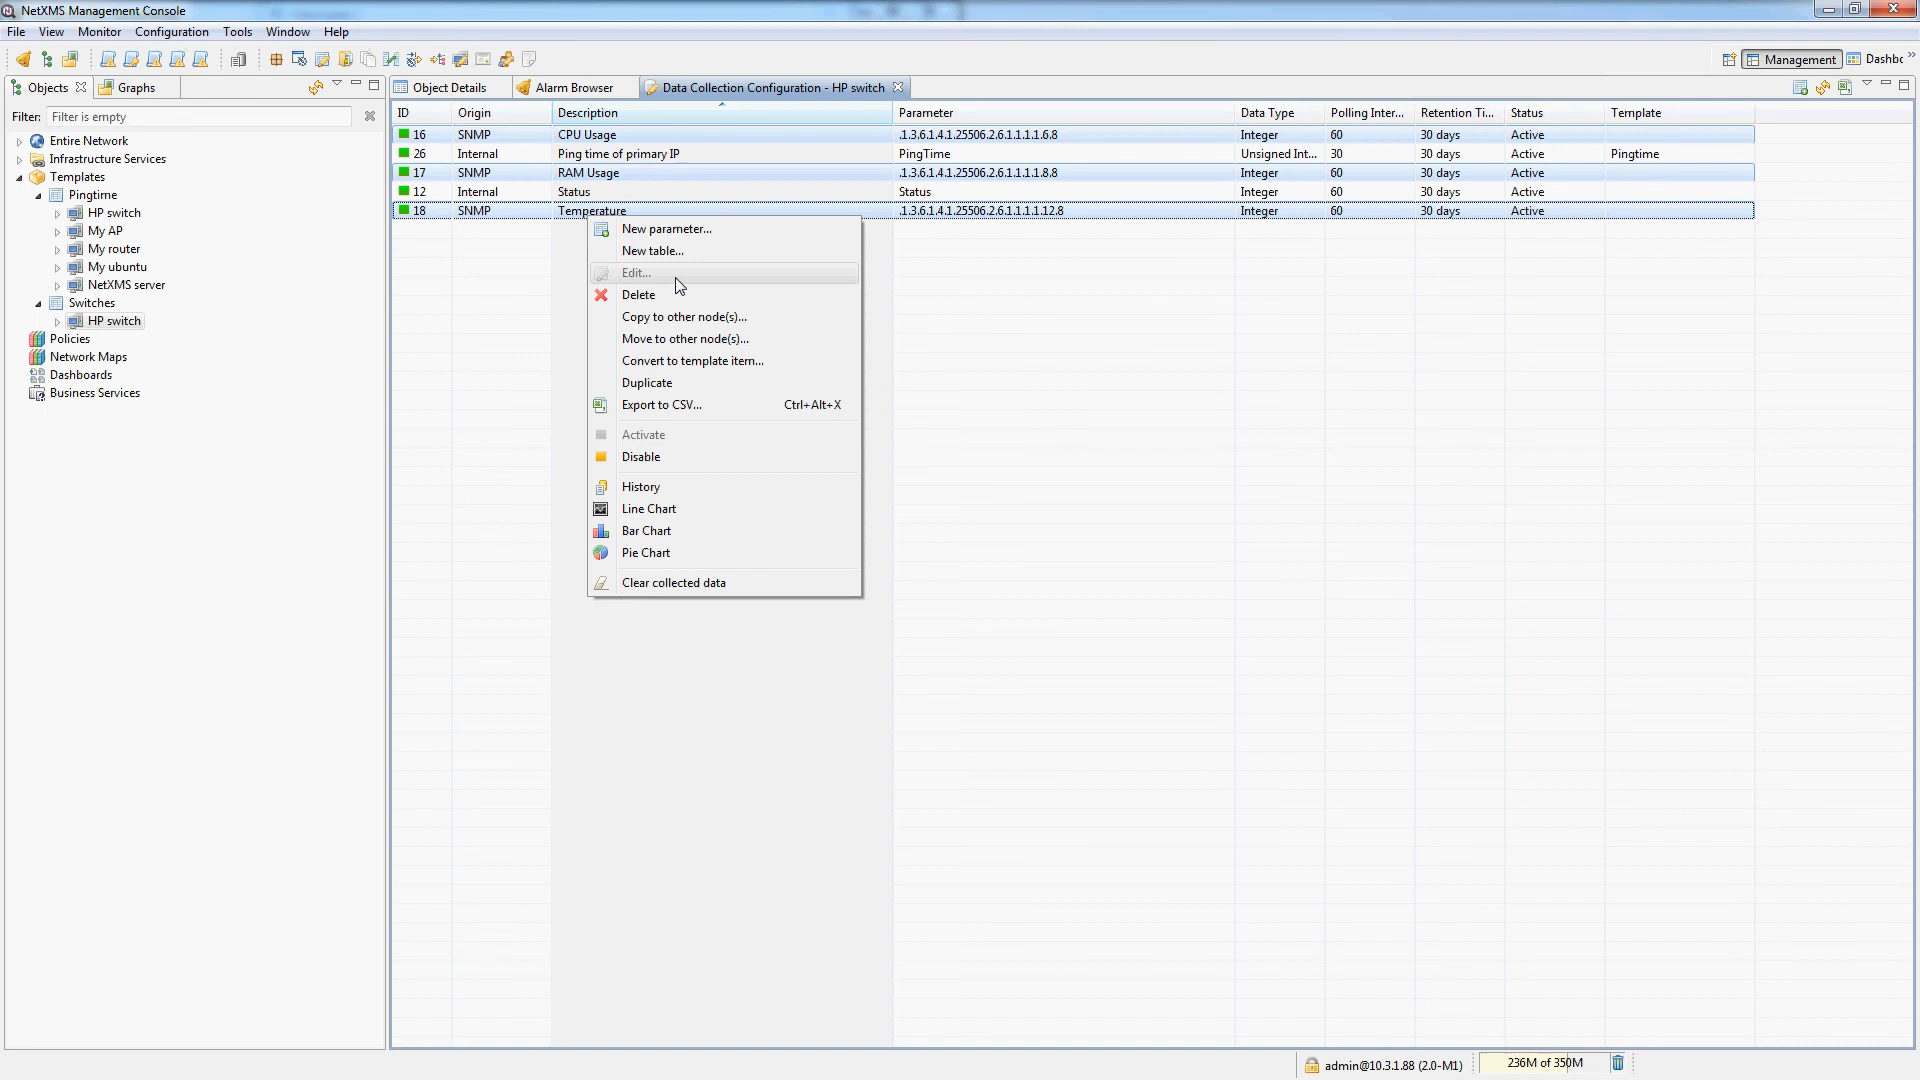 NetXMS Management Console
File View Monitor Configuration Tools Window Help
Management Dashbc »
Objects Graphs
Object Details Alarm Browser Data Collection Configuration - HP switch
Filter: Filter is empty
Entire Network
Infrastructure Services
Templates
Pingtime
HP switch
My AP
My router
My ubuntu
NetXMS server
Switches
HP switch
Policies
Network Maps
Dashboards
Business Services
ID Origin Description Parameter Data Type Polling Inter... Retention Ti... Status Template
16 SNMP CPU Usage .1.3.6.1.4.1.25506.2.6.1.1.1.1.6.8 Integer 60 30 days Active
26 Internal Ping time of primary IP PingTime Unsigned Int... 30 30 days Active Pingtime
17 SNMP RAM Usage .1.3.6.1.4.1.25506.2.6.1.1.1.1.8.8 Integer 60 30 days Active
12 Internal Status Status Integer 60 30 days Active
18 SNMP Temperature .1.3.6.1.4.1.25506.2.6.1.1.1.1.12.8 Integer 60 30 days Active
New parameter...
New table...
Edit...
Delete
Copy to other node(s)...
Move to other node(s)...
Convert to template item...
Duplicate
Export to CSV... Ctrl+Alt+X
Activate
Disable
History
Line Chart
Bar Chart
Pie Chart
Clear collected data
admin@10.3.1.88 (2.0-M1) 236M of 350M